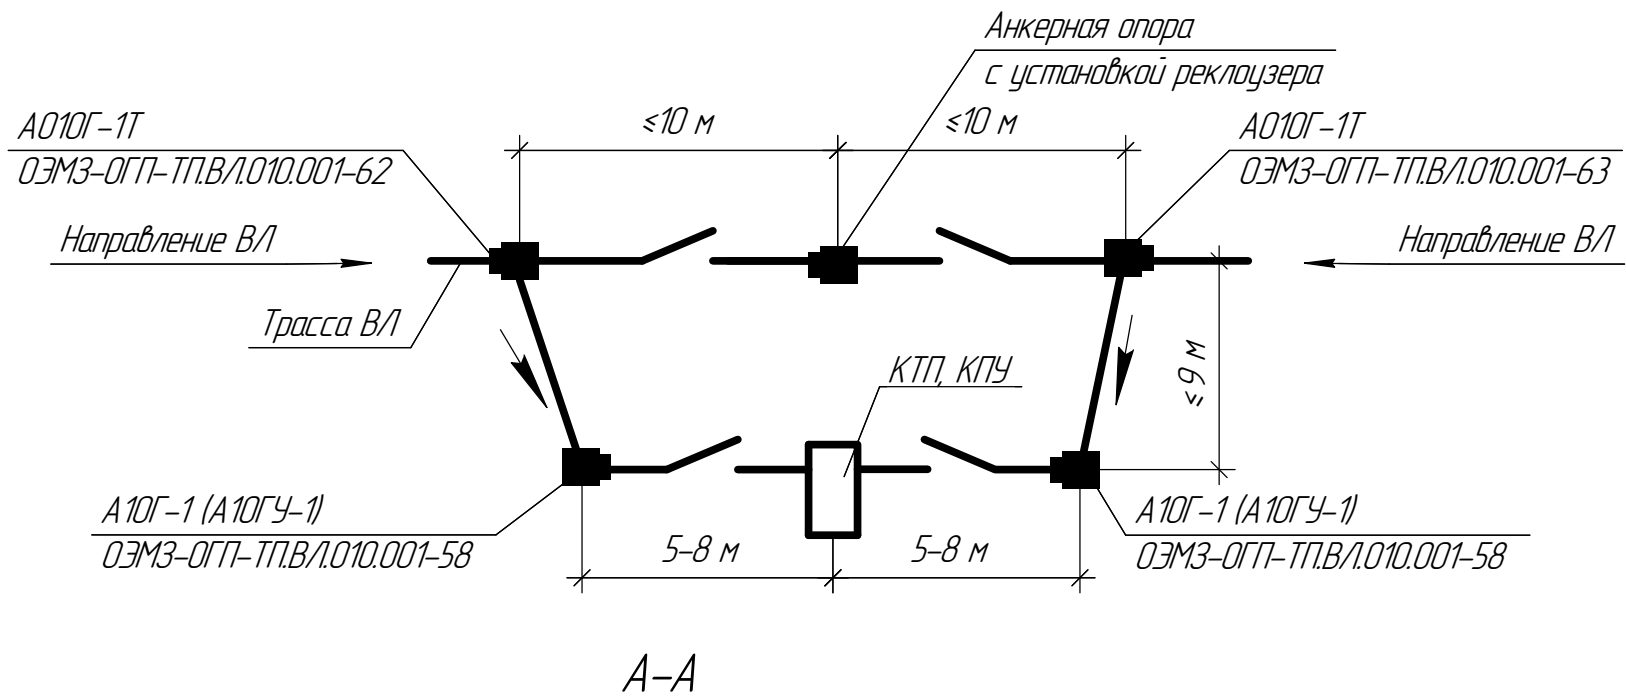 Анкерная опора
с установкой реклоузера
≤10 м
≤10 м
АО10Г-1Т
ОЭМЗ-ОГП-ТП.ВЛ.010.001-62
АО10Г-1Т
ОЭМЗ-ОГП-ТП.ВЛ.010.001-63
Направление ВЛ
Направление ВЛ
Трасса ВЛ
КТП, КПУ
≤9 м
А10Г-1 (А10ГУ-1)
ОЭМЗ-ОГП-ТП.ВЛ.010.001-58
5-8 м
5-8 м
А10Г-1 (А10ГУ-1)
ОЭМЗ-ОГП-ТП.ВЛ.010.001-58
А-А